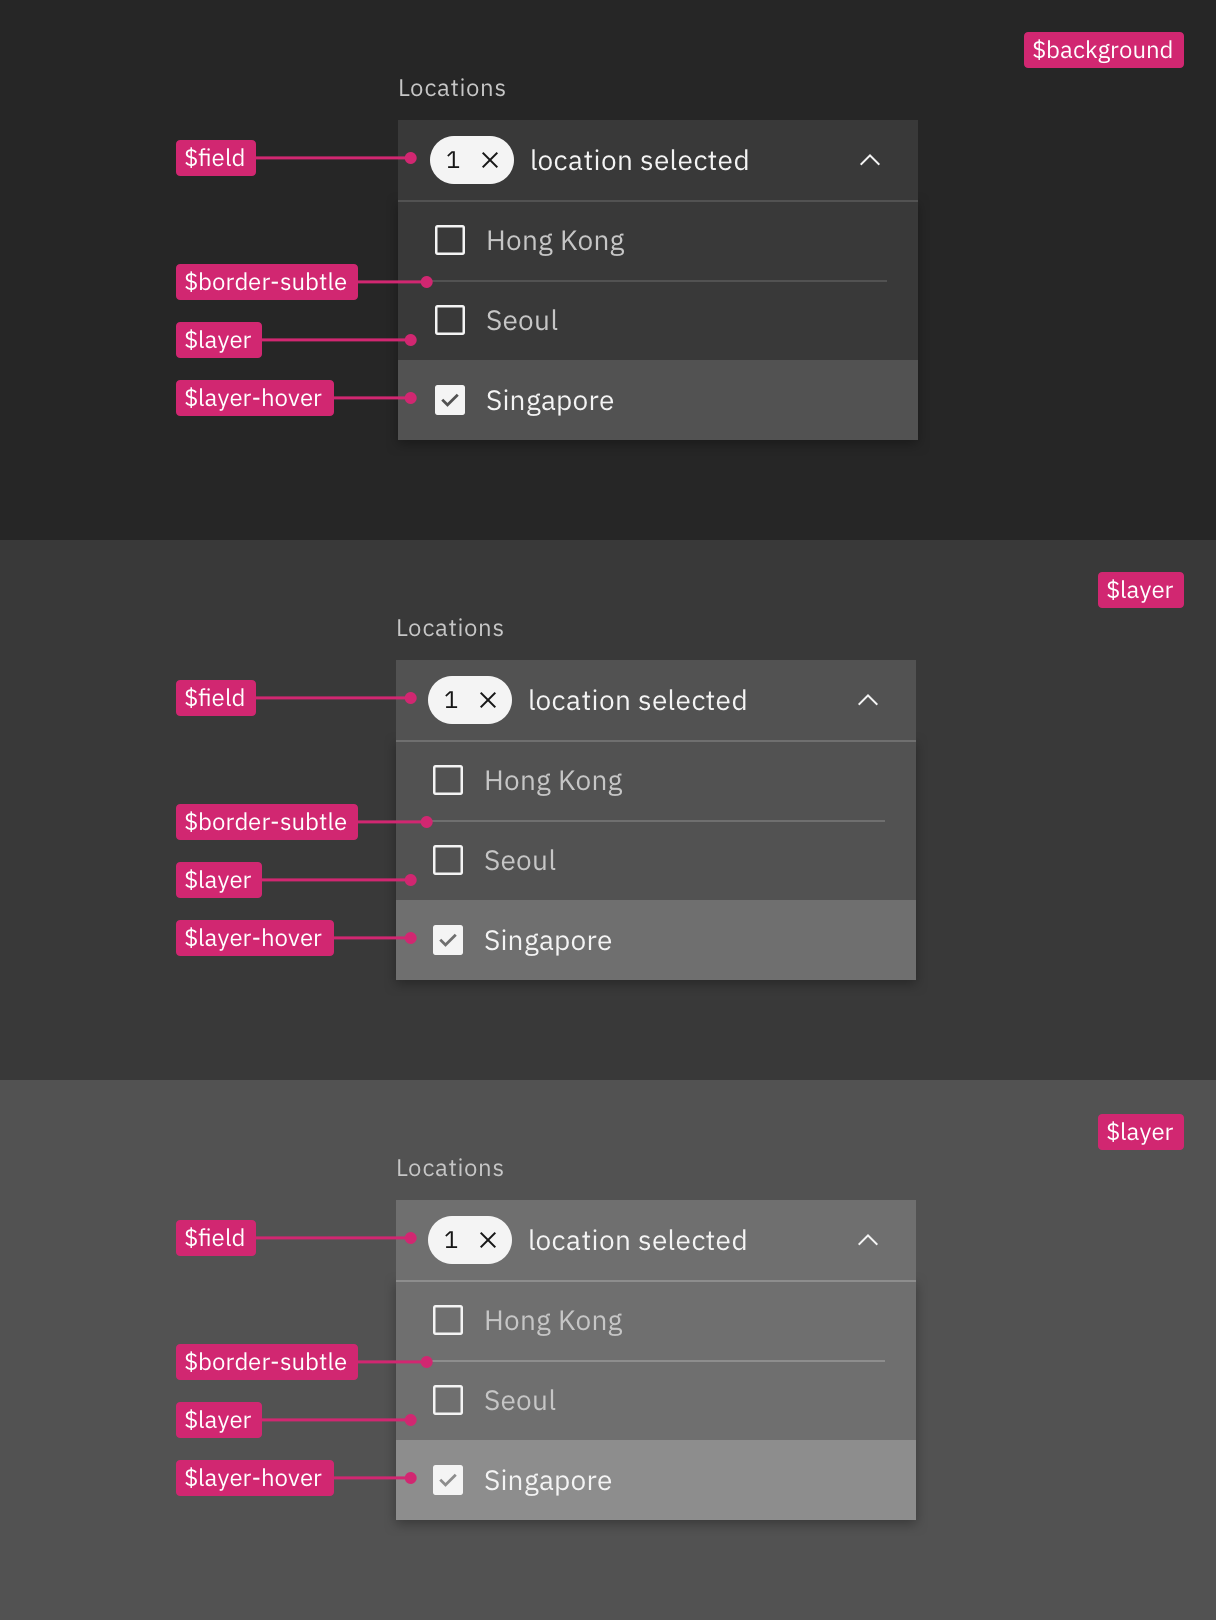 $background
Locations
$field
1 location selected
Hong Kong
$border-subtle
Seoul
$layer
$layer-hover
Singapore
$layer
Locations
$field
1 location selected
Hong Kong
$border-subtle
Seoul
$layer
$layer-hover
Singapore
$layer
Locations
$field
1 location selected
Hong Kong
$border-subtle
Seoul
$layer
$layer-hover
Singapore